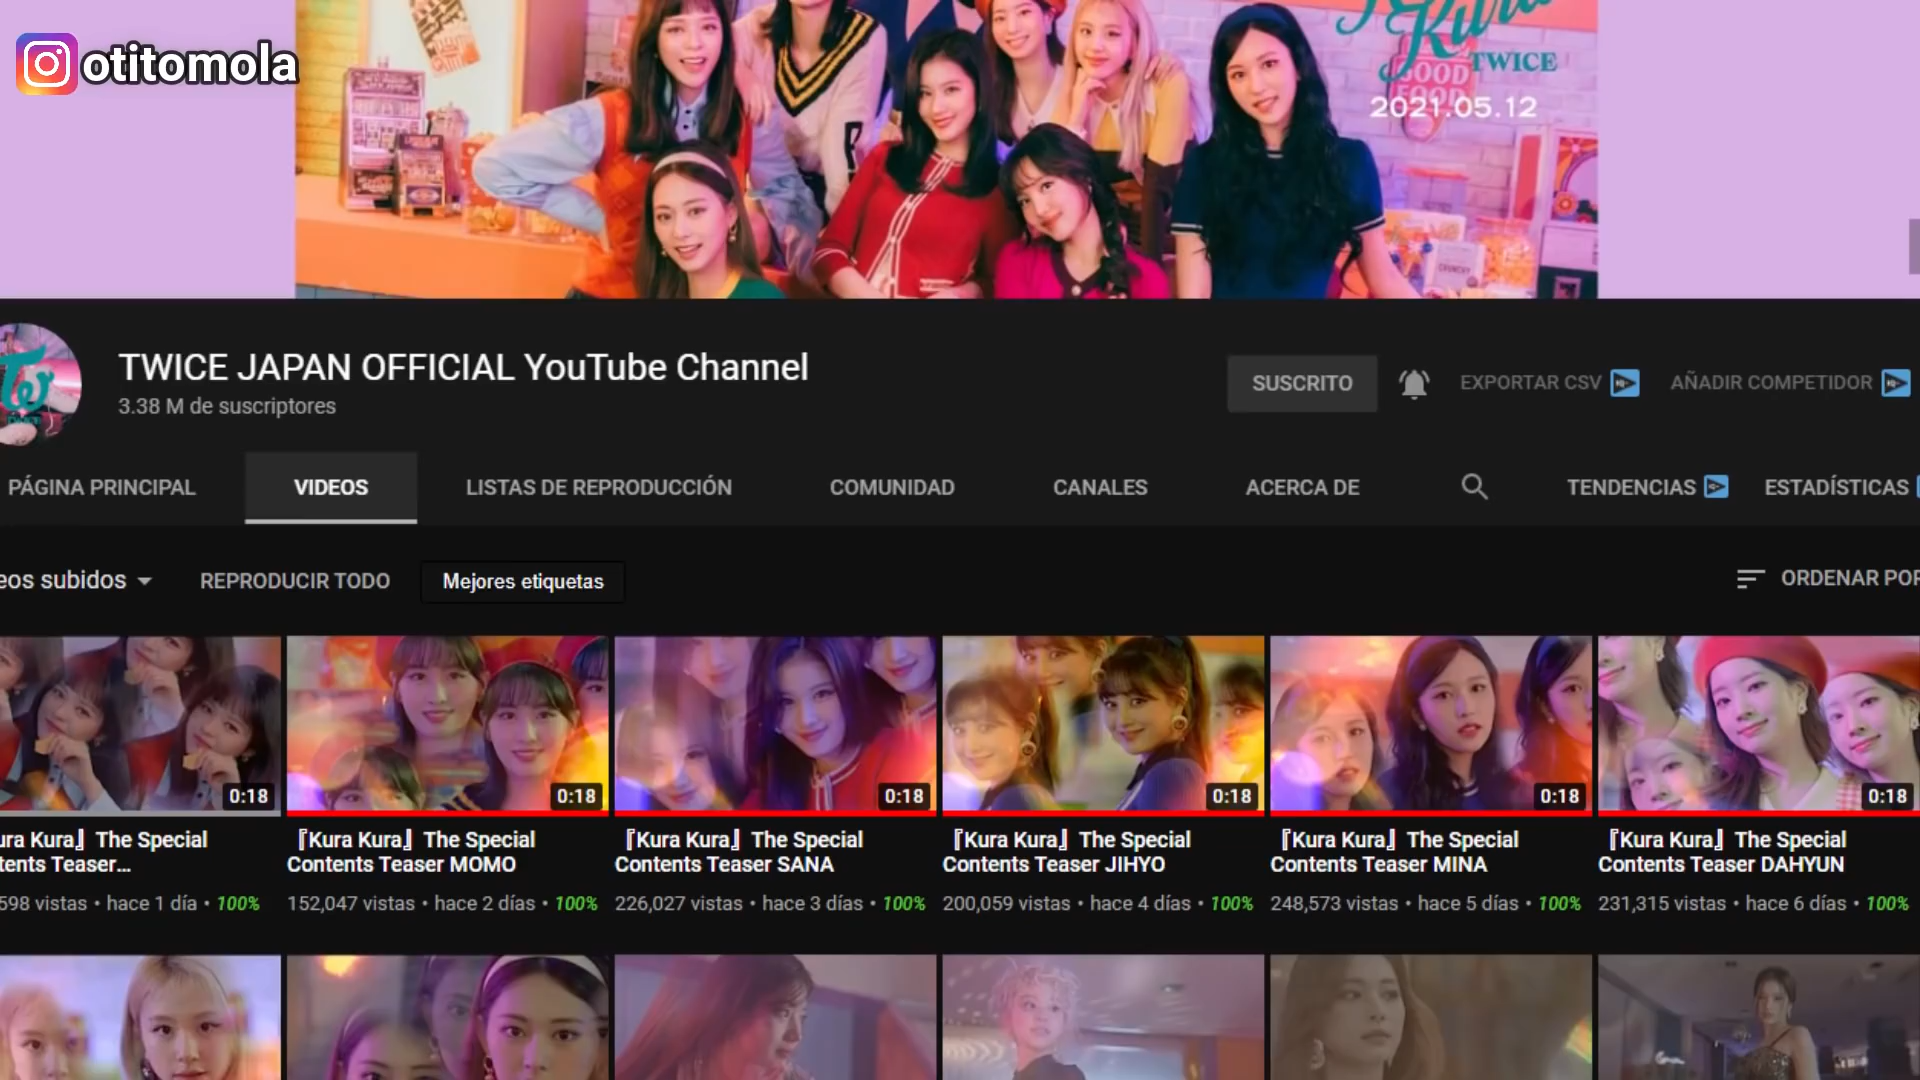 otitomola
Kura
TWICE
GOOD
FOOD
2021.05.12
TWICE JAPAN OFFICIAL YouTube Channel
3.38 M de suscriptores
SUSCRITO
EXPORTAR CSV
AÑADIR COMPETIDOR
PÁGINA PRINCIPAL
VIDEOS
LISTAS DE REPRODUCCIÓN
COMUNIDAD
CANALES
ACERCA DE
TENDENCIAS
ESTADÍSTICAS
eos subidos
REPRODUCIR TODO
Mejores etiquetas
ORDENAR POR
0:18
0:18
0:18
0:18
0:18
0:18
ura Kura』The Special
tents Teaser...
598 vistas • hace 1 día • 100%
『Kura Kura』The Special
Contents Teaser MOMO
152,047 vistas • hace 2 días • 100%
『Kura Kura』The Special
Contents Teaser SANA
226,027 vistas • hace 3 días • 100%
『Kura Kura』The Special
Contents Teaser JIHYO
200,059 vistas • hace 4 días • 100%
『Kura Kura』The Special
Contents Teaser MINA
248,573 vistas • hace 5 días • 100%
『Kura Kura』The Special
Contents Teaser DAHYUN
231,315 vistas • hace 6 días • 100%